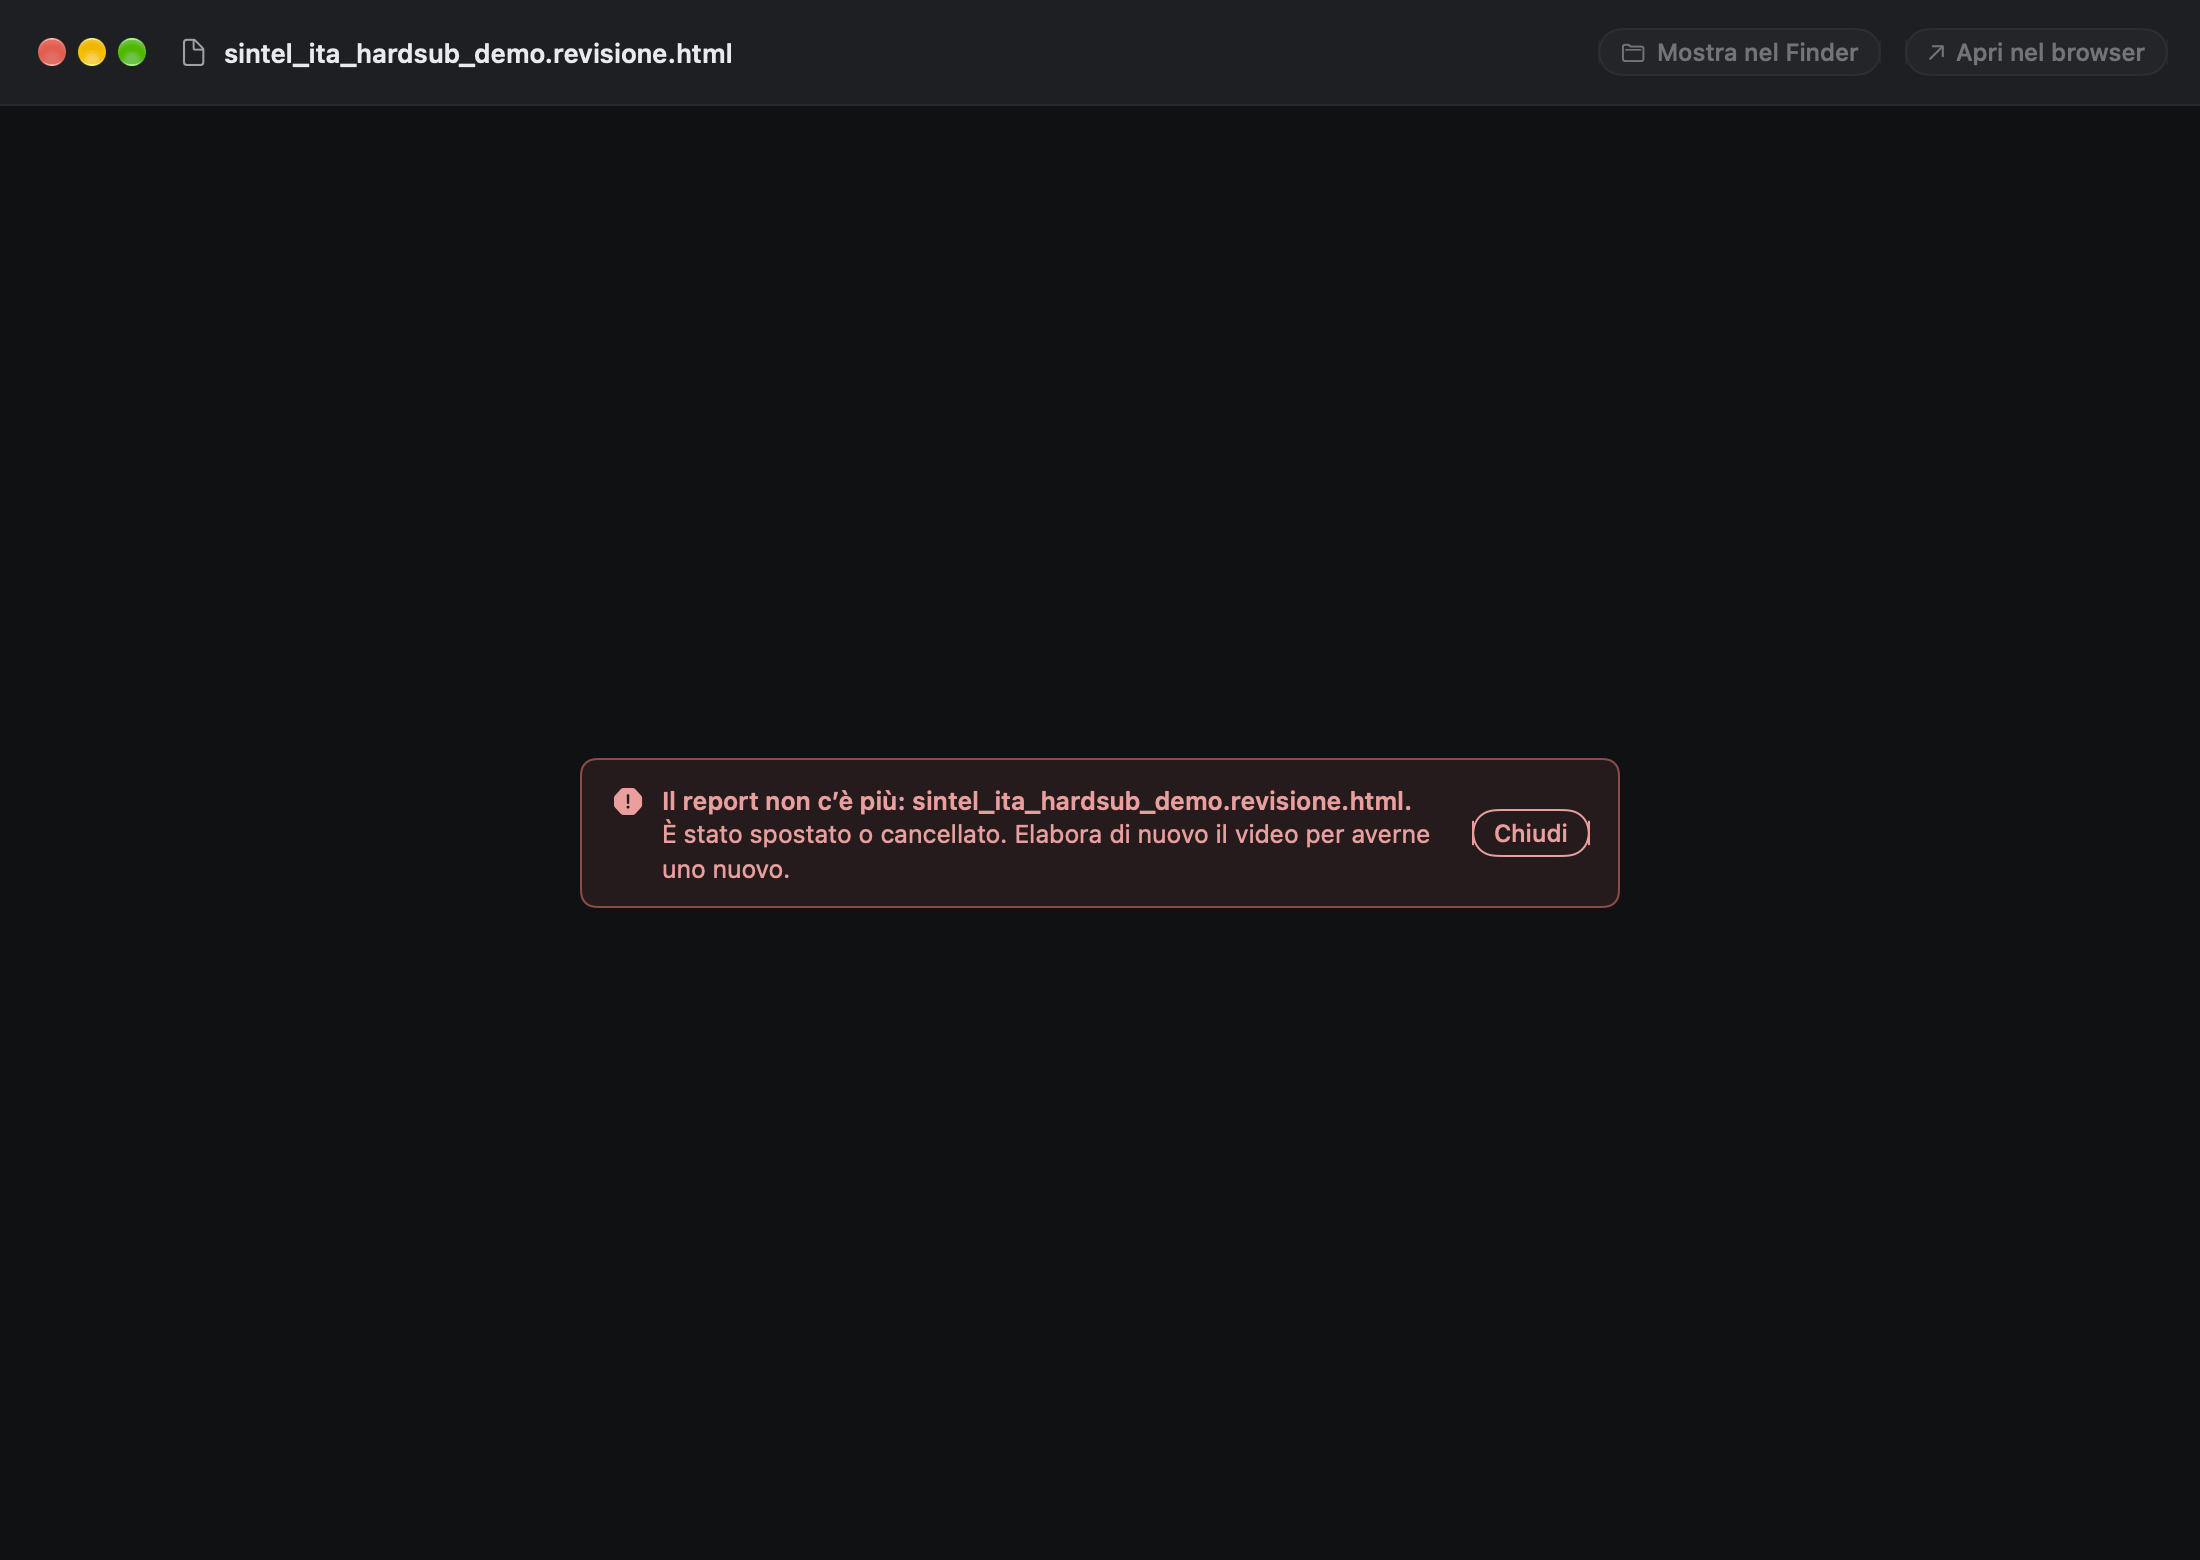 sintel_ita_hardsub_demo.revisione.html
Mostra nel Finder
Apri nel browser
Il report non c’è più: sintel_ita_hardsub_demo.revisione.html.
È stato spostato o cancellato. Elabora di nuovo il video per averne
uno nuovo.
Chiudi